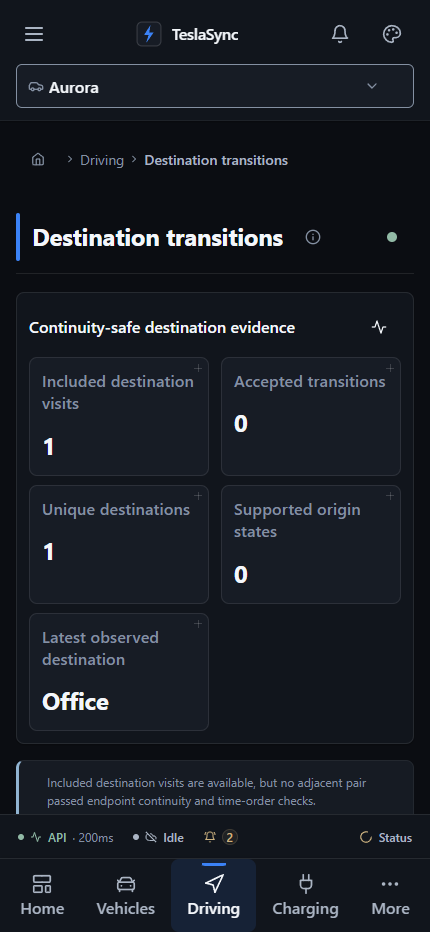 TeslaSync
Aurora
Driving
Destination transitions
Destination transitions
Continuity-safe destination evidence
Included destination
visits
1
Accepted transitions
0
Unique destinations
1
Supported origin
states
0
Latest observed
destination
Office
Included destination visits are available, but no adjacent pair
passed endpoint continuity and time-order checks.
API · 200ms
Idle
2
Status
Home
Vehicles
Driving
Charging
More